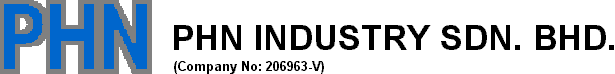 PHN
PHN INDUSTRY SDN. BHD.
(Company No: 206963-V)